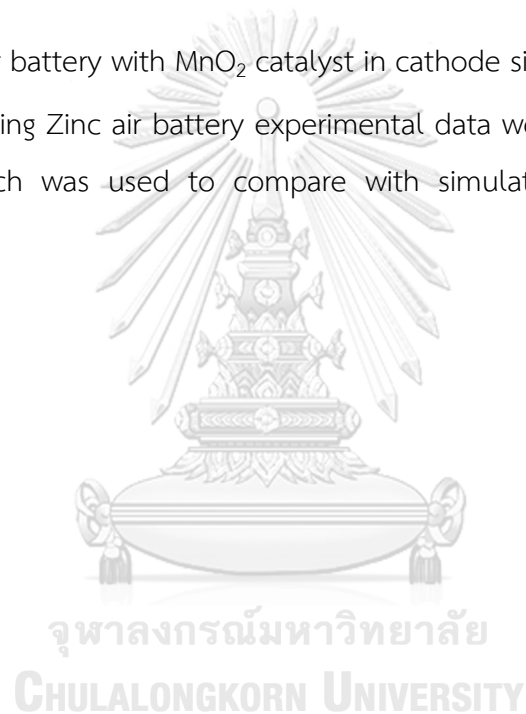 battery with MnO₂ catalyst in cathode si
ing Zinc air battery experimental data w
ch was used to compare with simulat
จุฬาลงกรณ์มหาวิทยาลัย
CHULALONGKORN UNIVERSITY